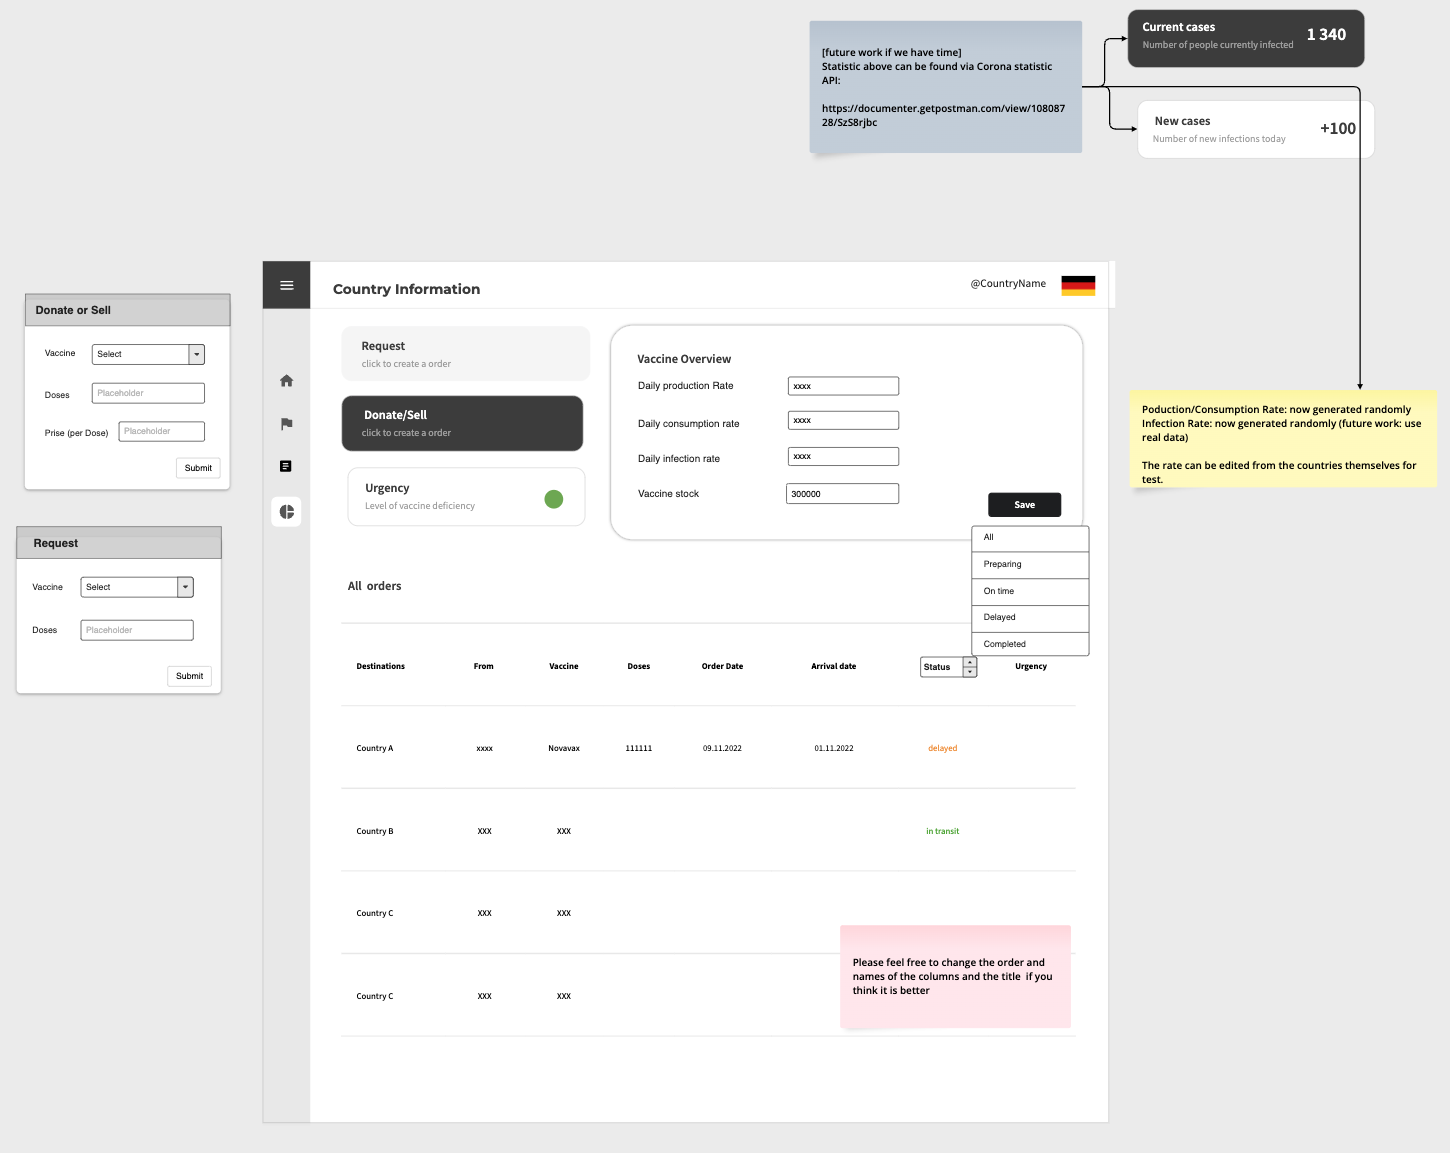 [future work if we have time]
Statistic above can be found via Corona statistic
API:
https://documenter.getpostman.com/view/108087
28/SzS8rjbc
Current cases
Number of people currently infected
1 340
New cases
Number of new infections today
+100
Poduction/Consumption Rate: now generated randomly
Infection Rate: now generated randomly (future work: use
real data)
The rate can be edited from the countries themselves for
test.
Donate or Sell
Vaccine
Select
Doses
Placeholder
Prise (per Dose)
Placeholder
Submit
Request
Vaccine
Select
Doses
Placeholder
Submit
Country Information
@CountryName
Request
click to create a order
Donate/Sell
click to create a order
Urgency
Level of vaccine deficiency
Vaccine Overview
Daily production Rate
xxxx
Daily consumption rate
xxxx
Daily infection rate
xxxx
Vaccine stock
300000
Save
All
Preparing
On time
Delayed
Completed
All orders
Destinations From Vaccine Doses Order Date Arrival date Status Urgency
Country A xxxx Novavax 111111 09.11.2022 01.11.2022 delayed
Country B XXX XXX in transit
Country C XXX XXX
Country C XXX XXX
Please feel free to change the order and
names of the columns and the title if you
think it is better